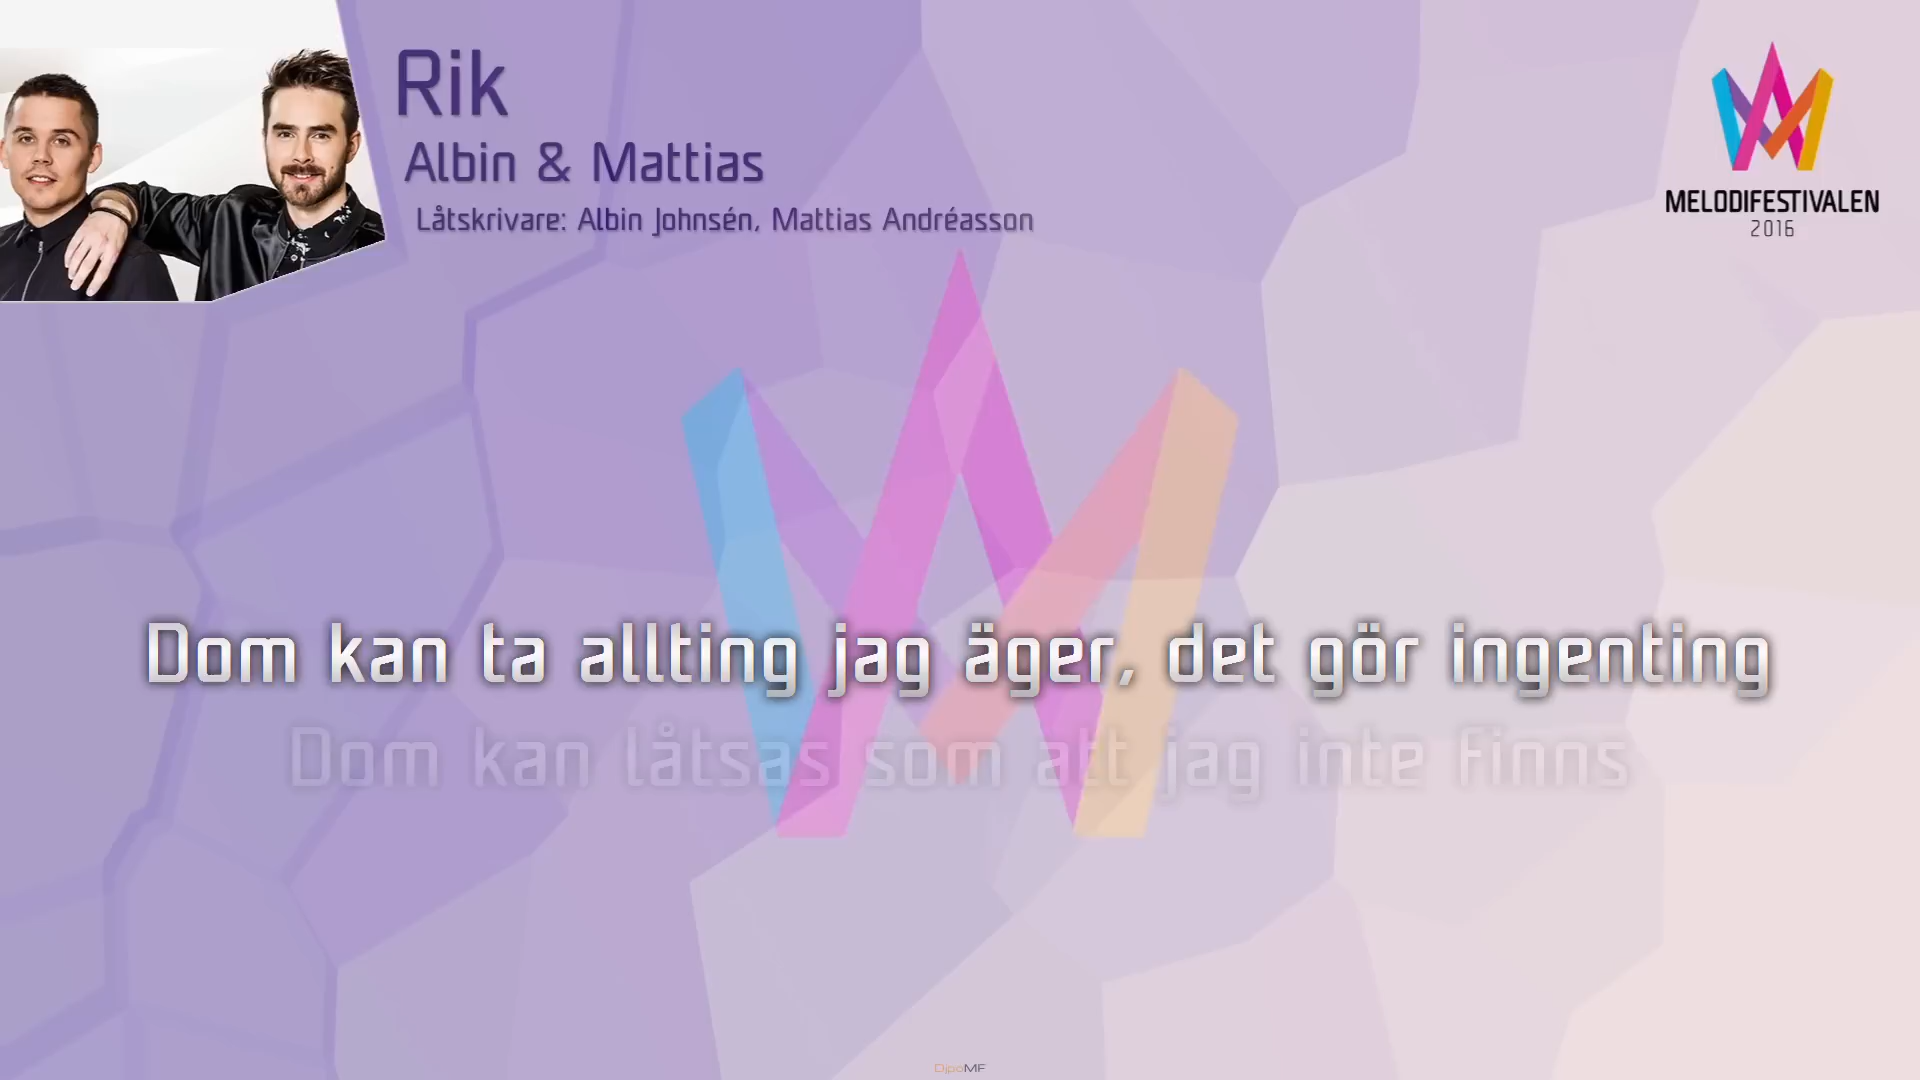 Rik
Albin & Mattias
Låtskrivare: Albin Johnsén, Mattias Andréasson
MELODIFESTIVALEN
2016
Dom kan ta allting jag äger, det gör ingenting
Dom kan låtsas som att jag inte finns
DjpoMF